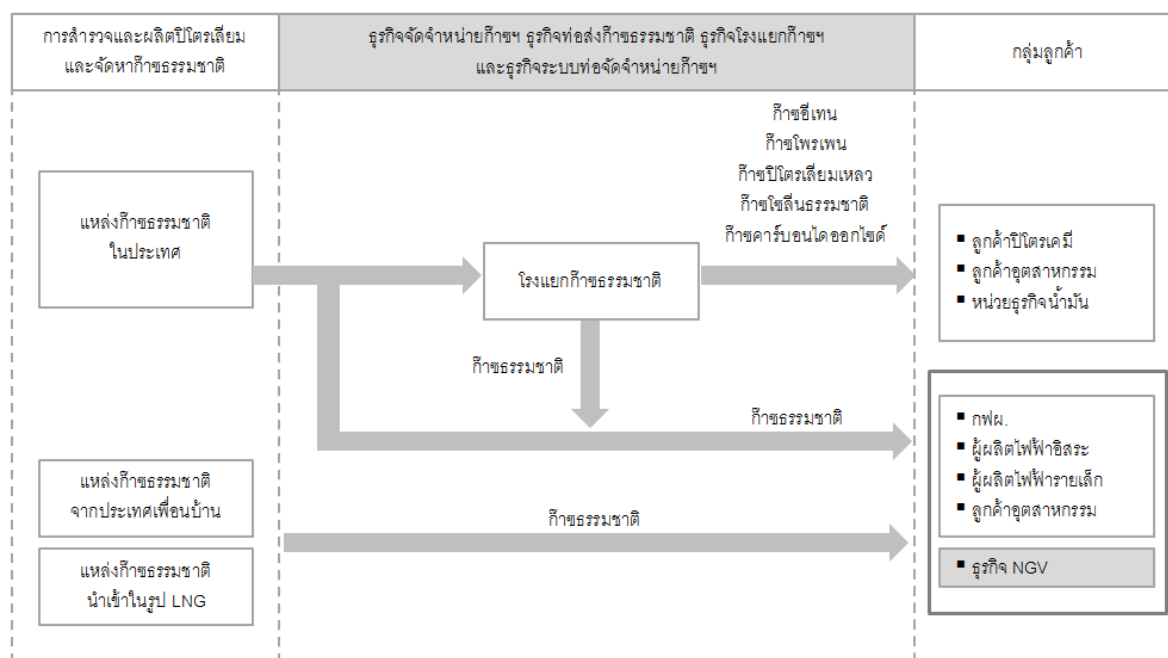 การสำรวจและผลิตปิโตรเลียม
และจัดหาก๊าซธรรมชาติ
ธุรกิจจัดจำหน่ายก๊าซฯ ธุรกิจท่อส่งก๊าซธรรมชาติ ธุรกิจโรงแยกก๊าซฯ
และธุรกิจระบบท่อจัดจำหน่ายก๊าซฯ
กลุ่มลูกค้า
ก๊าซอีเทน
ก๊าซโพรเพน
ก๊าซปิโตรเลียมเหลว
ก๊าซโซลีนธรรมชาติ
ก๊าซคาร์บอนไดออกไซด์
แหล่งก๊าซธรรมชาติ
ในประเทศ
โรงแยกก๊าซธรรมชาติ
▪ ลูกค้าปิโตรเคมี
▪ ลูกค้าอุตสาหกรรม
▪ หน่วยธุรกิจน้ำมัน
ก๊าซธรรมชาติ
ก๊าซธรรมชาติ
▪ กฟผ.
▪ ผู้ผลิตไฟฟ้าอิสระ
▪ ผู้ผลิตไฟฟ้ารายเล็ก
▪ ลูกค้าอุตสาหกรรม
แหล่งก๊าซธรรมชาติ
จากประเทศเพื่อนบ้าน
ก๊าซธรรมชาติ
แหล่งก๊าซธรรมชาติ
นำเข้าในรูป LNG
▪ ธุรกิจ NGV